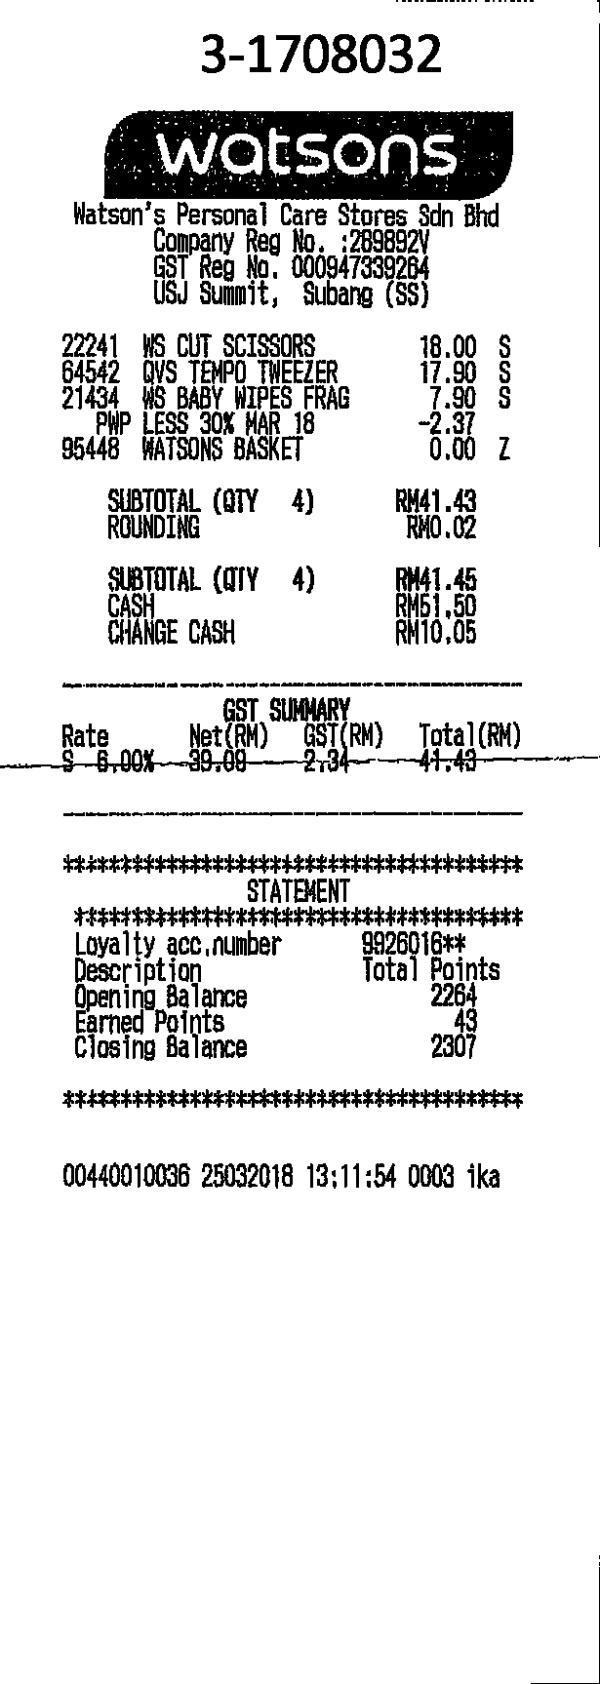 3-1708032
watsons
Watson's Personal Care Stores Sdn Bhd
Company Reg No. :289892V
GST Reg No. 000947339264
USJ Summit, Subang (SS)
22241 WS CUT SCISSORS 18.00 S
64542 QVS TEMPO TWEEZER 17.90 S
21434 WS BABY WIPES FRAG 7.90 S
PWP LESS 30% MAR 18 -2.37
95448 WATSONS BASKET 0.00 Z
SUBTOTAL (QTY 4) RM41.43
ROUNDING RM0.02
SUBTOTAL (QTY 4) RM41.45
CASH RM51.50
CHANGE CASH RM10.05
GST SUMMARY
Rate Net(RM) GST(RM) Total(RM)
S 6.00% 39.09 2.34 41.43
****************************************
STATEMENT
***************************************
Loyalty acc.number 9926016**
Description Total Points
Opening Balance 2264
Earned Points 43
Closing Balance 2307
****************************************
00440010036 25032018 13:11:54 0003 ika